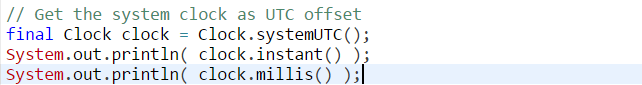 // Get the system clock as UTC offset
final Clock clock = Clock.systemUTC();
System.out.println( clock.instant() );
System.out.println( clock.millis() );